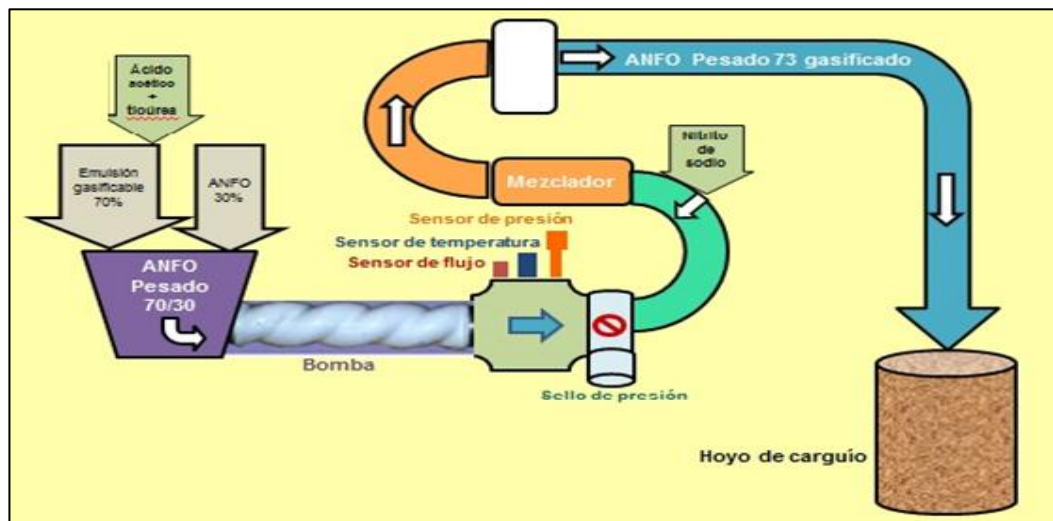 Ácido
acético
+
tioúrea
Emulsión
gasificable
70%
ANFO
30%
ANFO
Pesado
70/30
Bomba
Sensor de flujo
Sensor de temperatura
Sensor de presión
Sello de presión
Nitrito
de
sodio
Mezclador
ANFO Pesado 73 gasificado
Hoyo de carguío